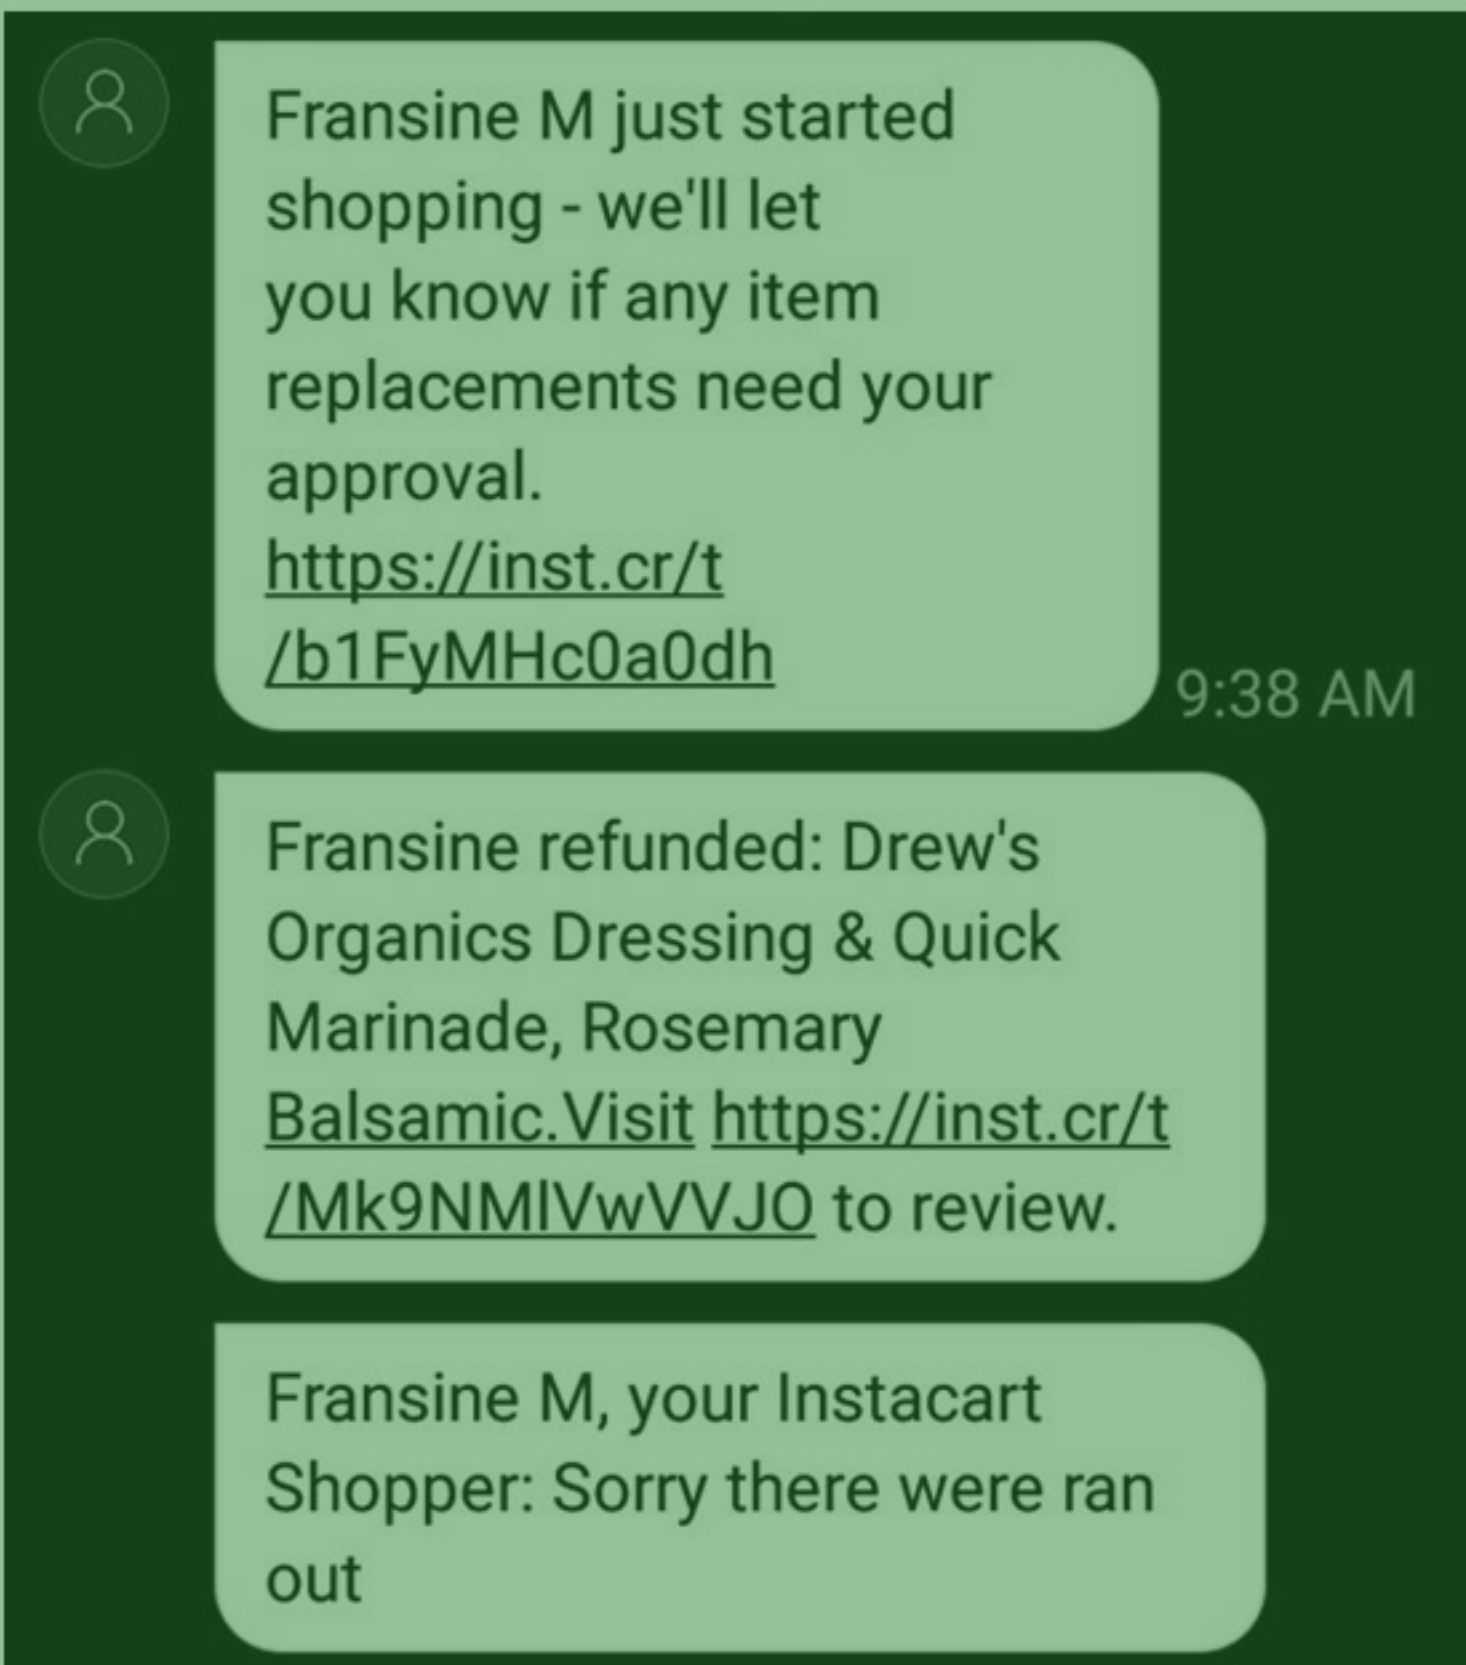 Fransine M just started
shopping - we'll let
you know if any item
replacements need your
approval.
https://inst.cr/t
/b1FyMHc0a0dh
9:38 AM
Fransine refunded: Drew's
Organics Dressing & Quick
Marinade, Rosemary
Balsamic.Visit https://inst.cr/t
/Mk9NMlVwVVJO to review.
Fransine M, your Instacart
Shopper: Sorry there were ran
out